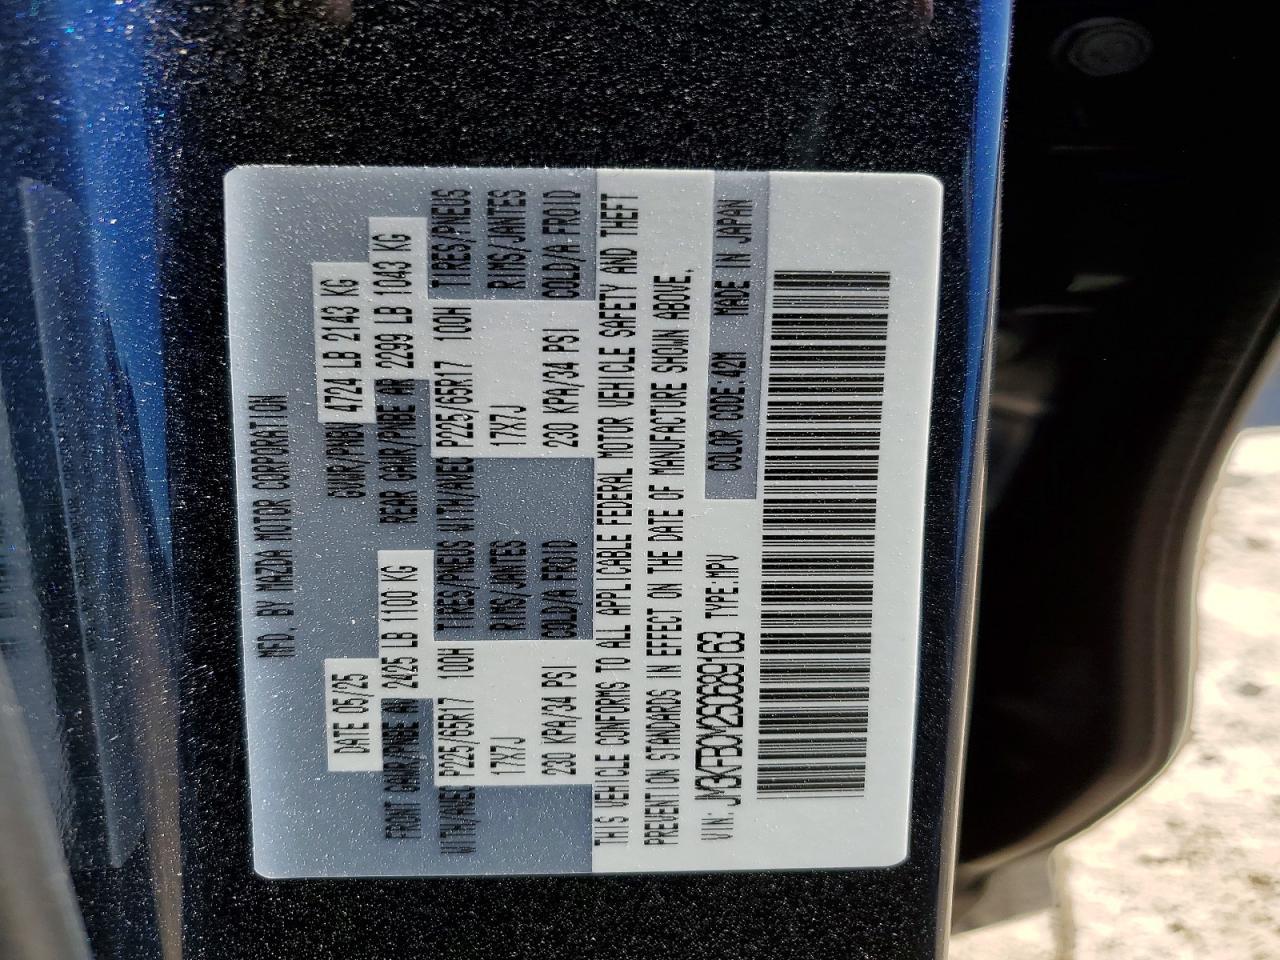 MFD. BY MAZDA MOTOR CORPORATION
DATE 05/25 GVWR/PNBV 4724 LB 2143 KG
FRONT GAWR/PNBE AV 2425 LB 1100 KG REAR GAWR/PNBE AR 2299 LB 1043 KG
WITH/AVEC P225/65R17 100H TIRES/PNEUS WITH/AVEC P225/65R17 100H TIRES/PNEUS
17X7J RIMS/JANTES 17X7J RIMS/JANTES
230 KPA/34 PSI COLD/A FROID 230 KPA/34 PSI COLD/A FROID
THIS VEHICLE CONFORMS TO ALL APPLICABLE FEDERAL MOTOR VEHICLE SAFETY AND THEFT
PREVENTION STANDARDS IN EFFECT ON THE DATE OF MANUFACTURE SHOWN ABOVE.
VIN: JM3KFBCM2S0689163 TYPE:MPV COLOR CODE:42M MADE IN JAPAN